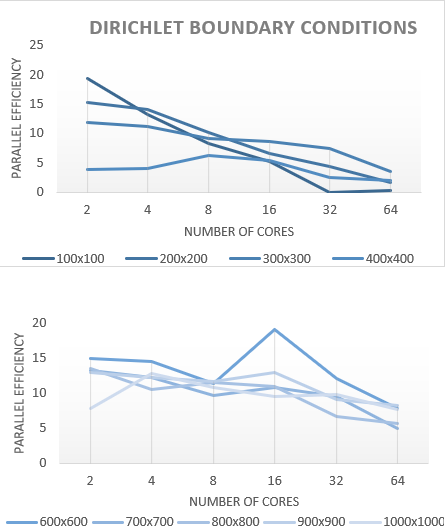 DIRICHLET BOUNDARY CONDITIONS
25
20
15
10
5
0
PARALLEL EFFICIENCY
2 4 8 16 32 64
NUMBER OF CORES
100x100 200x200 300x300 400x400
20
15
10
5
0
PARALLEL EFFICIENCY
2 4 8 16 32 64
NUMBER OF CORES
600x600 700x700 800x800 900x900 1000x1000